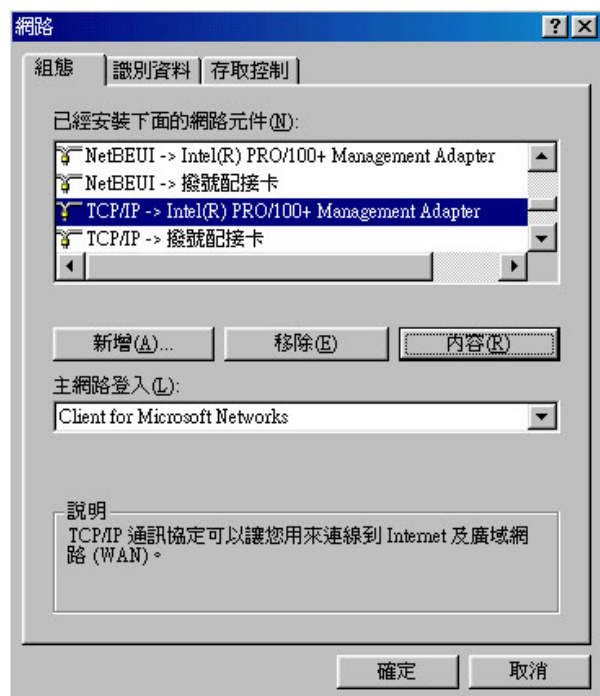 網路
組態
識別資料
存取控制
已經安裝下面的網路元件(N):
NetBEUI -> Intel(R) PRO/100+ Management Adapter
NetBEUI -> 撥號配接卡
TCP/IP -> Intel(R) PRO/100+ Management Adapter
TCP/IP -> 撥號配接卡
新增(A)...
移除(E)
內容(R)
主網路登入(L):
Client for Microsoft Networks
說明
TCP/IP 通訊協定可以讓您用來連線到 Internet 及廣域網
路 (WAN)。
確定
取消